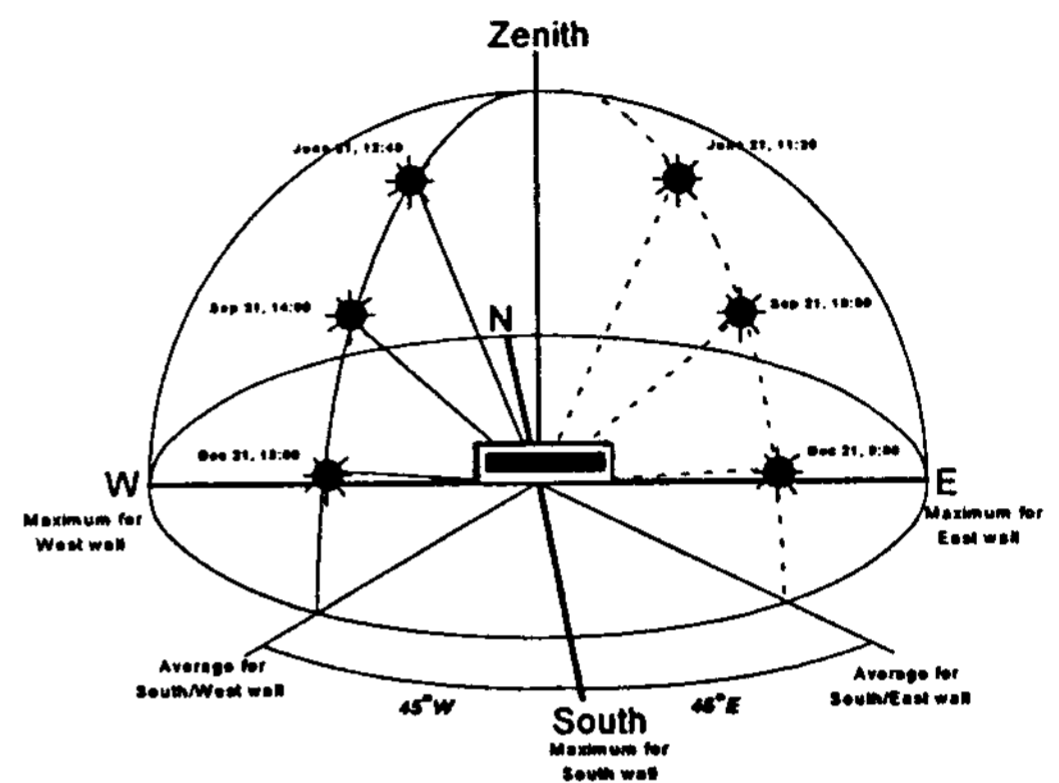 Zenith
June 21, 12:40
June 21, 11:20
Sep 21, 14:00
Sep 21, 10:00
N
Dec 21, 15:00
Dec 21, 9:00
W
E
Maximum for
West wall
Maximum for
East wall
Average for
South/West wall
Average for
South/East wall
45°W
45°E
South
Maximum for
South wall